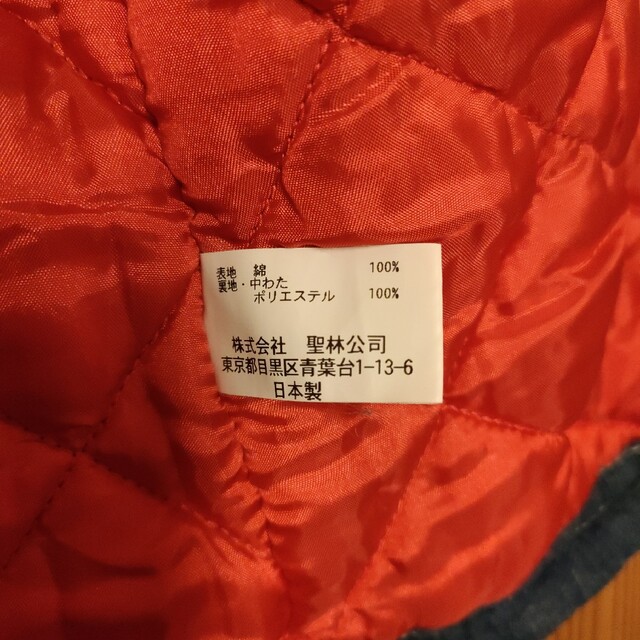 表地 綿 100%
裏地・中わた
ポリエステル 100%
株式会社 聖林公司
東京都目黒区青葉台1-13-6
日本製